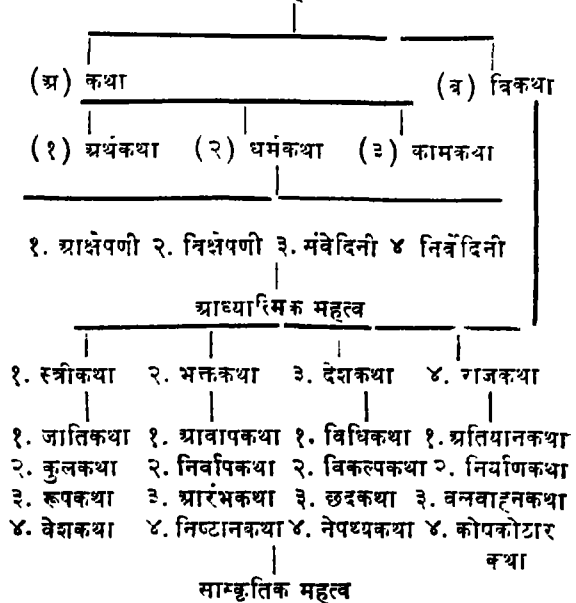 (अ) कथा (ब) विकथा
(१) अर्थकथा (२) धर्मकथा (३) कामकथा
१. आक्षेपणी २. विक्षेपणी ३. संवेदिनी ४ निर्वेदिनी
आध्यात्मिक महत्व
१. स्त्रीकथा २. भक्तकथा ३. देशकथा ४. राजकथा
१. जातिकथा १. आवापकथा १. विधिकथा १. अतियानकथा
२. कुलकथा २. निर्वापकथा २. विकल्पकथा २. निर्याणकथा
३. रूपकथा ३. आरंभकथा ३. छदकथा ३. बलवाहनकथा
४. वेशकथा ४. निष्टानकथा ४. नेपथ्यकथा ४. कोपकोटार
कथा
सास्कृतिक महत्व